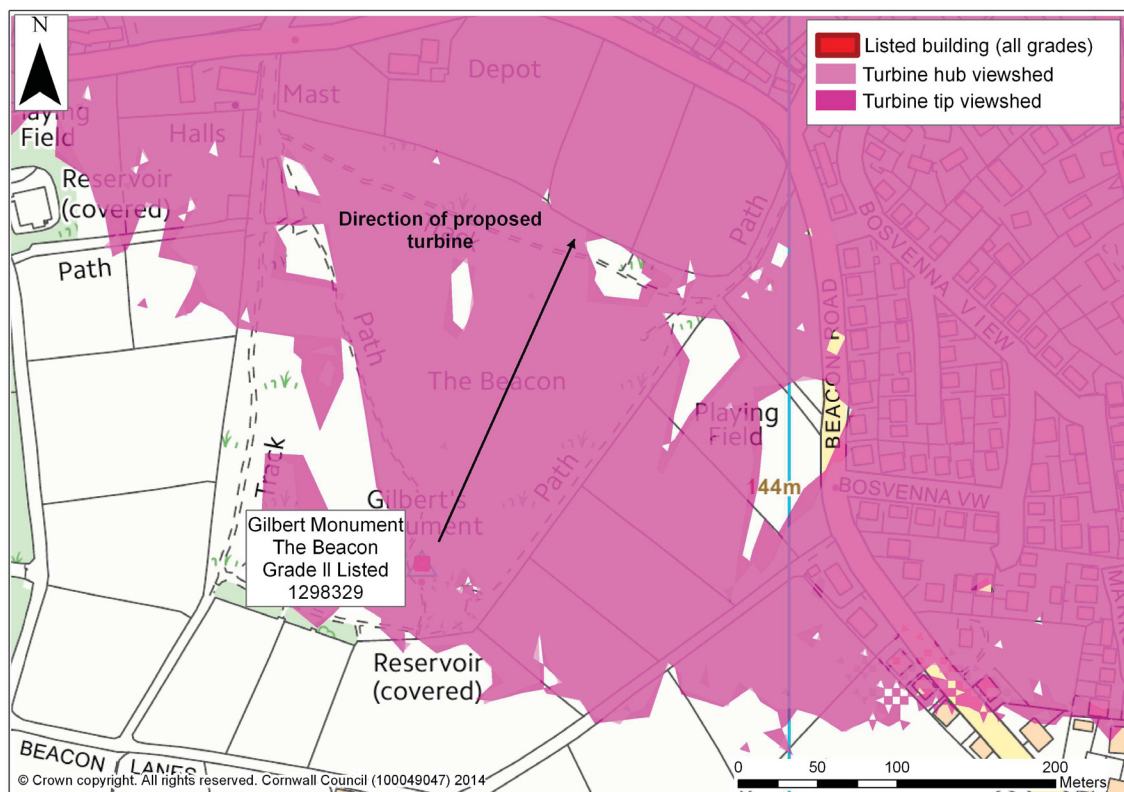 N
Listed building (all grades)
Turbine hub viewshed
Turbine tip viewshed
Depot
Mast
Playing
Field
Halls
Reservoir
(covered)
Direction of proposed
turbine
Path
Path
BOSVENNA VIEW
Path
BEACON ROAD
The Beacon
Playing
Field
Track
Path
144m
BOSVENNA VW
Gilbert's
Monument
Gilbert Monument
The Beacon
Grade II Listed
1298329
Reservoir
(covered)
BEACON LANES
© Crown copyright. All rights reserved. Cornwall Council (100049047) 2014
0 50 100 200
Meters